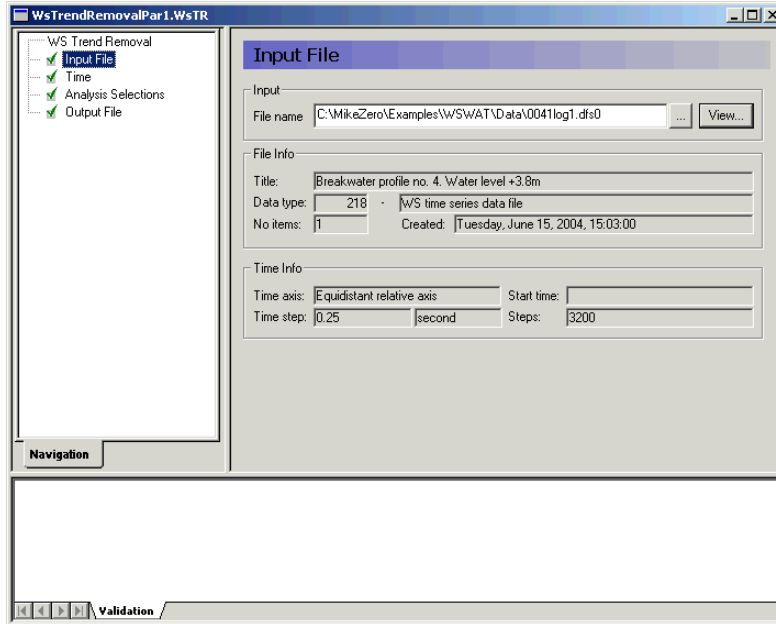 WsTrendRemovalPar1.WsTR
WS Trend Removal
Input File
Time
Analysis Selections
Output File
Navigation
Input File
Input
File name C:\MikeZero\Examples\WSWAT\Data\0041log1.dfs0 ... View...
File Info
Title: Breakwater profile no. 4. Water level +3.8m
Data type: 218 - WS time series data file
No items: 1 Created: Tuesday, June 15, 2004, 15:03:00
Time Info
Time axis: Equidistant relative axis Start time:
Time step: 0.25 second Steps: 3200
Validation